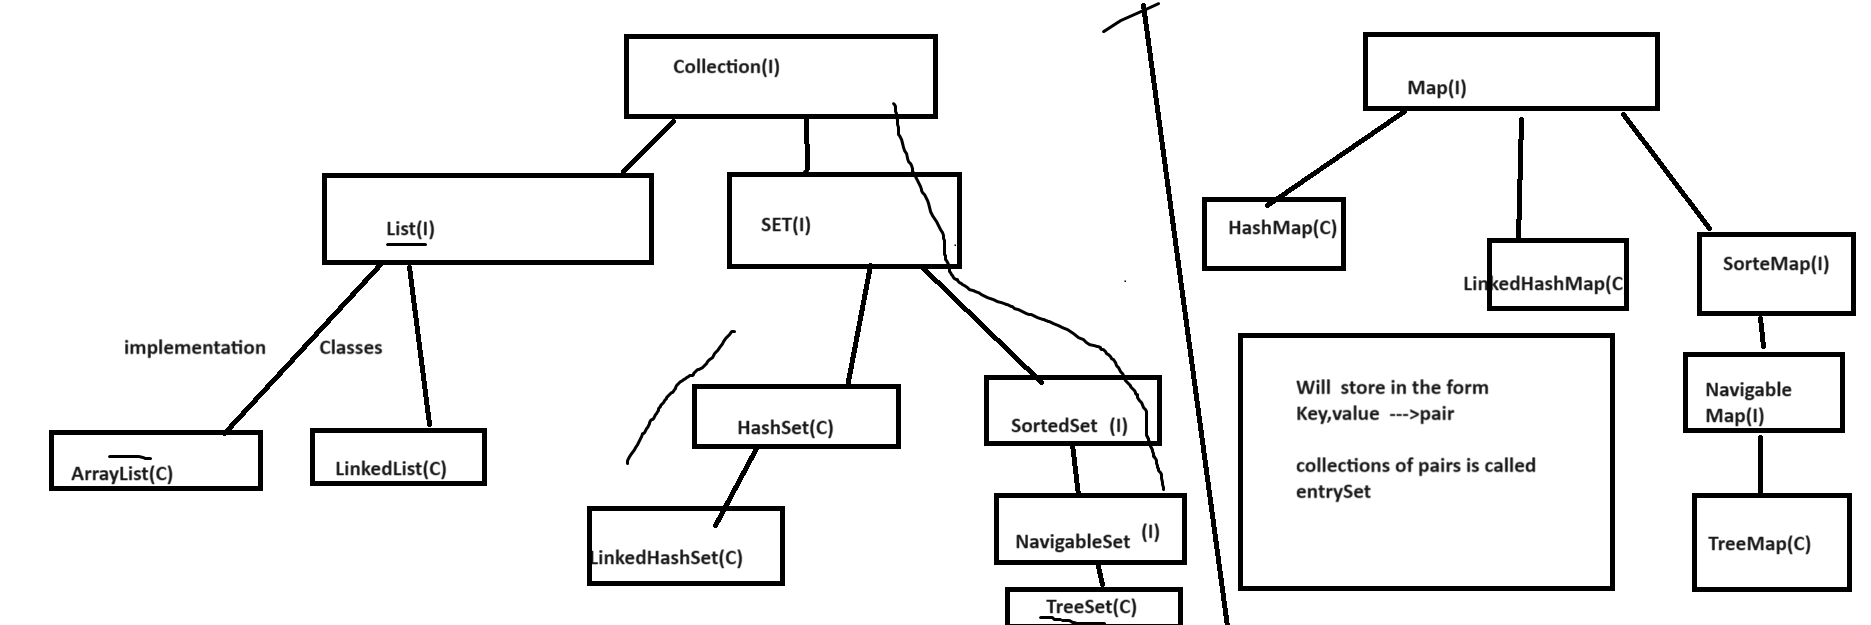 Collection(I)
Map(I)
List(I)
SET(I)
HashMap(C)
LinkedHashMap(C
SorteMap(I)
implementation
Classes
Will  store in the form
Key,value  --->pair
collections of pairs is called
entrySet
Navigable
Map(I)
ArrayList(C)
LinkedList(C)
HashSet(C)
SortedSet  (I)
LinkedHashSet(C)
NavigableSet  (I)
TreeMap(C)
TreeSet(C)